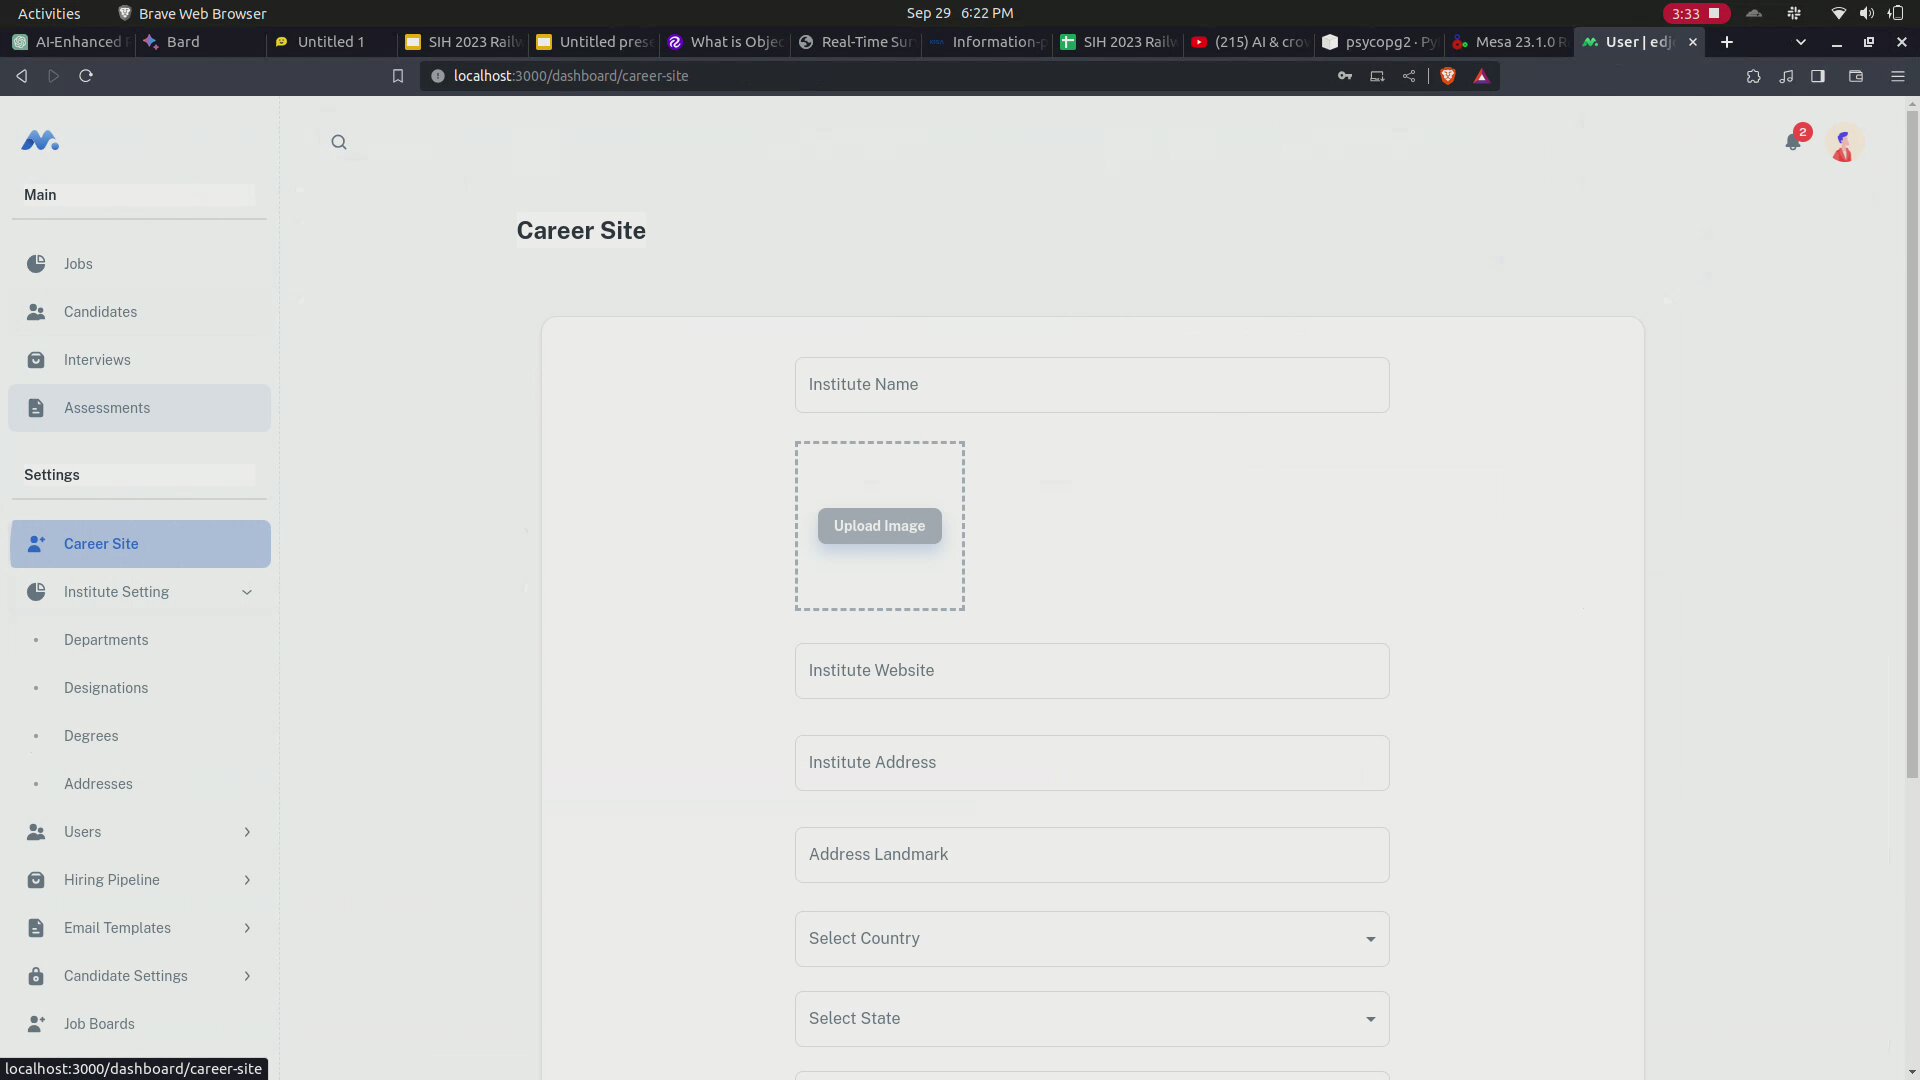 Activities
Brave Web Browser
Sep 29 6:22 PM
3:33
AI-Enhanced
Bard
Untitled 1
SIH 2023 Railw
Untitled prese
What is Objec
Real-Time Sur
Information-p
SIH 2023 Railw
(215) AI & crow
psycopg2 · Py
Mesa 23.1.0 R
User | edj
localhost:3000/dashboard/career-site
2
Main
Jobs
Candidates
Interviews
Assessments
Settings
Career Site
Institute Setting
Departments
Designations
Degrees
Addresses
Users
Hiring Pipeline
Email Templates
Candidate Settings
Job Boards
localhost:3000/dashboard/career-site
Career Site
Institute Name
Upload Image
Institute Website
Institute Address
Address Landmark
Select Country
Select State